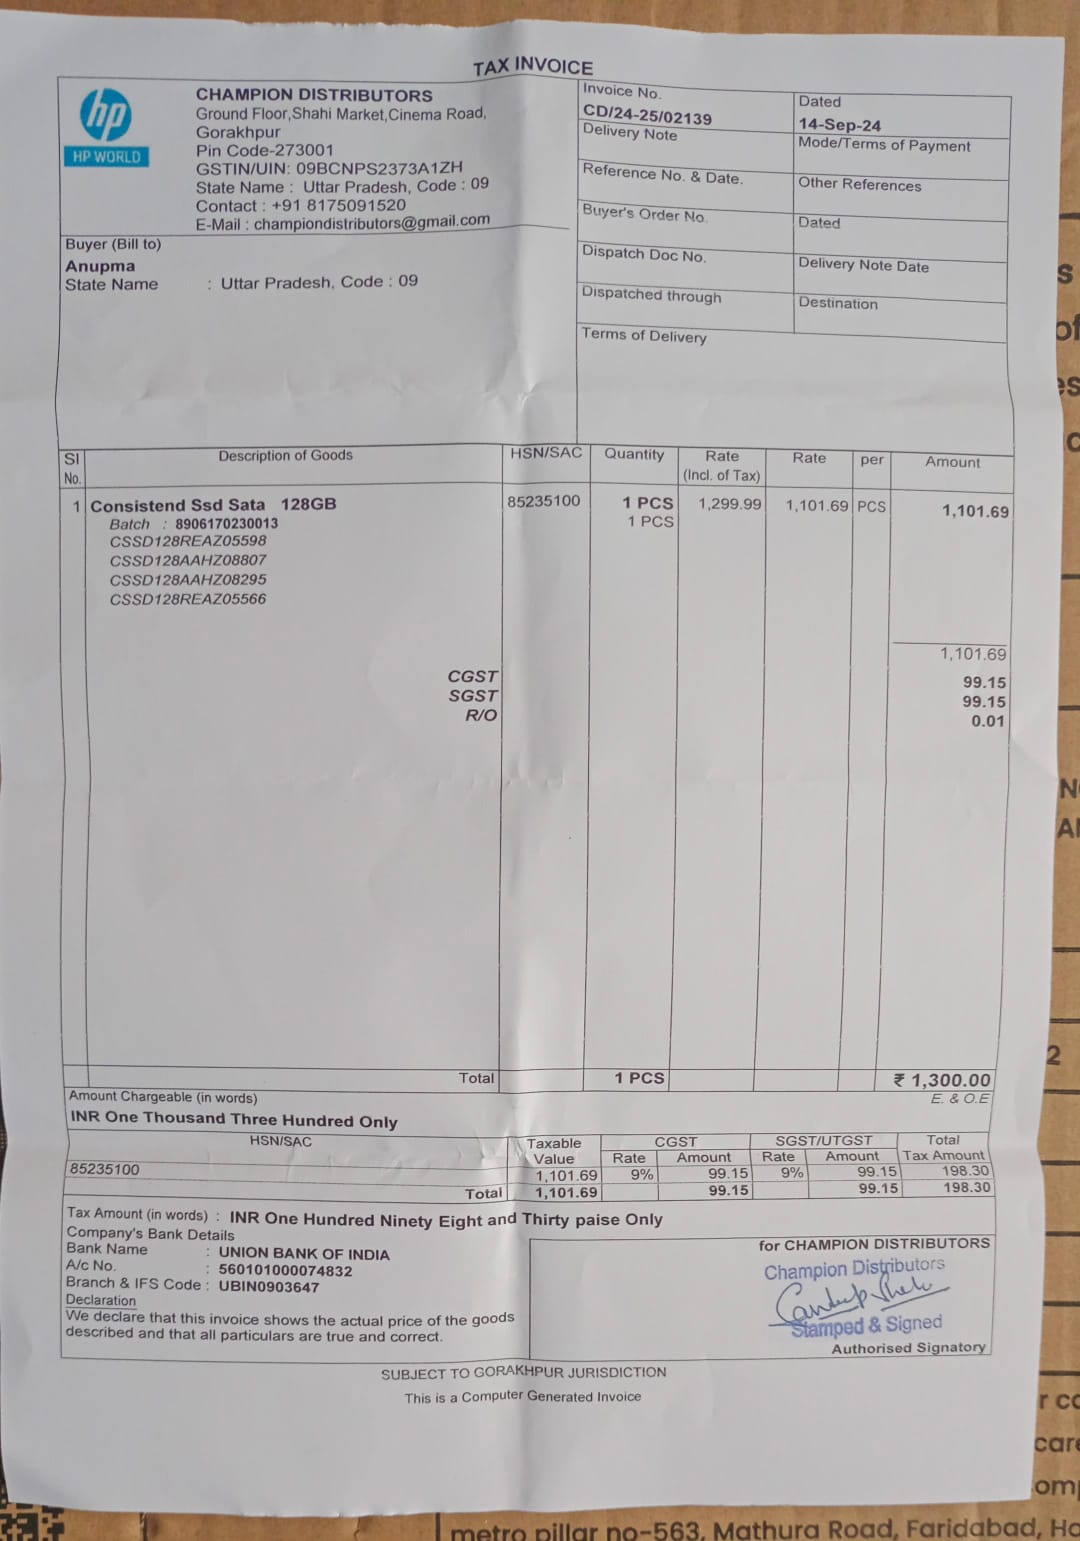 TAX INVOICE
hp
HP WORLD
CHAMPION DISTRIBUTORS
Ground Floor,Shahi Market,Cinema Road,
Gorakhpur
Pin Code-273001
GSTIN/UIN: 09BCNPS2373A1ZH
State Name : Uttar Pradesh, Code : 09
Contact : +91 8175091520
E-Mail : championdistributors@gmail.com
Invoice No.
CD/24-25/02139
Dated
14-Sep-24
Delivery Note
Mode/Terms of Payment
Reference No. & Date.
Other References
Buyer's Order No.
Dated
Dispatch Doc No.
Delivery Note Date
Dispatched through
Destination
Terms of Delivery
Buyer (Bill to)
Anupma
State Name : Uttar Pradesh, Code : 09
SI No. Description of Goods HSN/SAC Quantity Rate (Incl. of Tax) Rate per Amount
1 Consistend Ssd Sata 128GB 85235100 1 PCS 1,299.99 1,101.69 PCS 1,101.69
Batch : 8906170230013 1 PCS
CSSD128REAZ05598
CSSD128AAHZ08807
CSSD128AAHZ08295
CSSD128REAZ05566
1,101.69
CGST 99.15
SGST 99.15
R/O 0.01
Total 1 PCS ₹ 1,300.00
Amount Chargeable (in words) E. & O.E
INR One Thousand Three Hundred Only
HSN/SAC Taxable Value CGST SGST/UTGST Total Tax Amount
Rate Amount Rate Amount
85235100 1,101.69 9% 99.15 9% 99.15 198.30
Total 1,101.69 99.15 99.15 198.30
Tax Amount (in words) : INR One Hundred Ninety Eight and Thirty paise Only
Company's Bank Details
Bank Name : UNION BANK OF INDIA
A/c No. : 560101000074832
Branch & IFS Code : UBIN0903647
Declaration
We declare that this invoice shows the actual price of the goods
described and that all particulars are true and correct.
for CHAMPION DISTRIBUTORS
Champion Distributors
Stamped & Signed
Authorised Signatory
SUBJECT TO GORAKHPUR JURISDICTION
This is a Computer Generated Invoice
metro pillar no-563, Mathura Road, Faridabad,